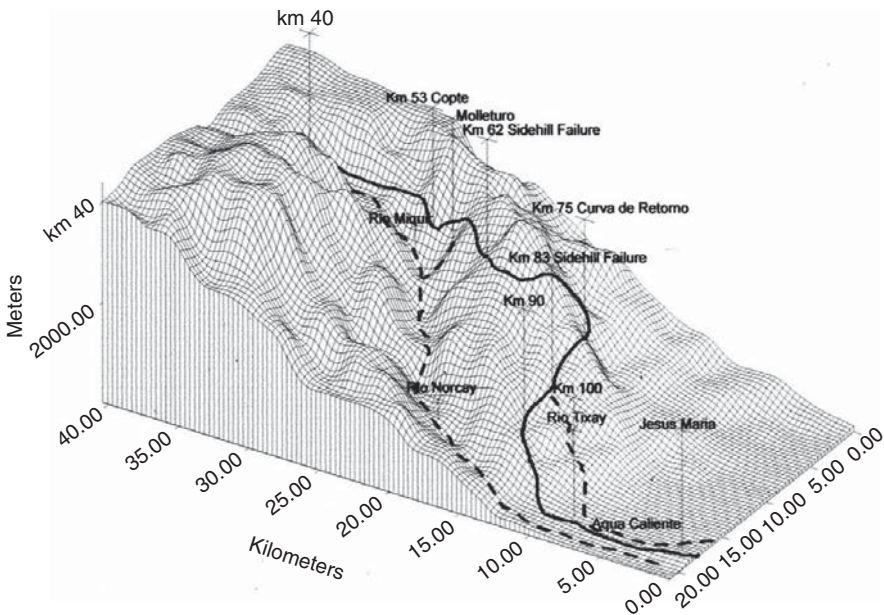 km 40
Km 53 Copte
Molleturo
Km 62 Sidehill Failure
km 40
Km 75 Curva de Retorno
Rio Miquir
Km 83 Sidehill Failure
Km 90
Meters
2000.00
Rio Norcay
Km 100
Rio Tixay
Jesus Maria
40.00
35.00
30.00
25.00
20.00
15.00
10.00
5.00
0.00
Kilometers
Aqua Caliente
0.00
5.00
10.00
15.00
20.00